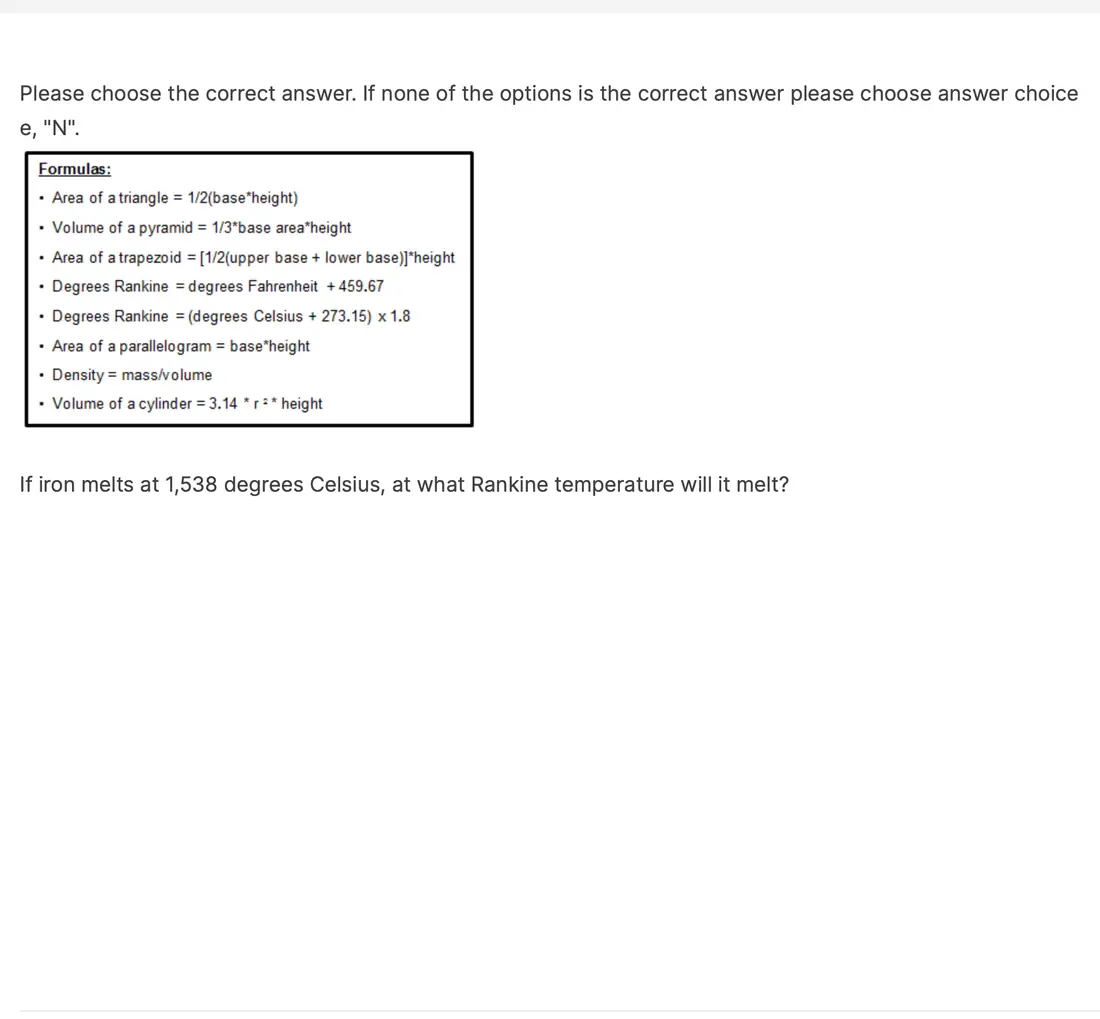 Please choose the correct answer. If none of the options is the correct answer please choose answer choice
e, "N".
Formulas:
• Area of a triangle = 1/2(base*height)
• Volume of a pyramid = 1/3*base area*height
• Area of a trapezoid = [1/2(upper base + lower base)]*height
• Degrees Rankine = degrees Fahrenheit + 459.67
• Degrees Rankine = (degrees Celsius + 273.15) x 1.8
• Area of a parallelogram = base*height
• Density = mass/volume
• Volume of a cylinder = 3.14 * r ² * height
If iron melts at 1,538 degrees Celsius, at what Rankine temperature will it melt?